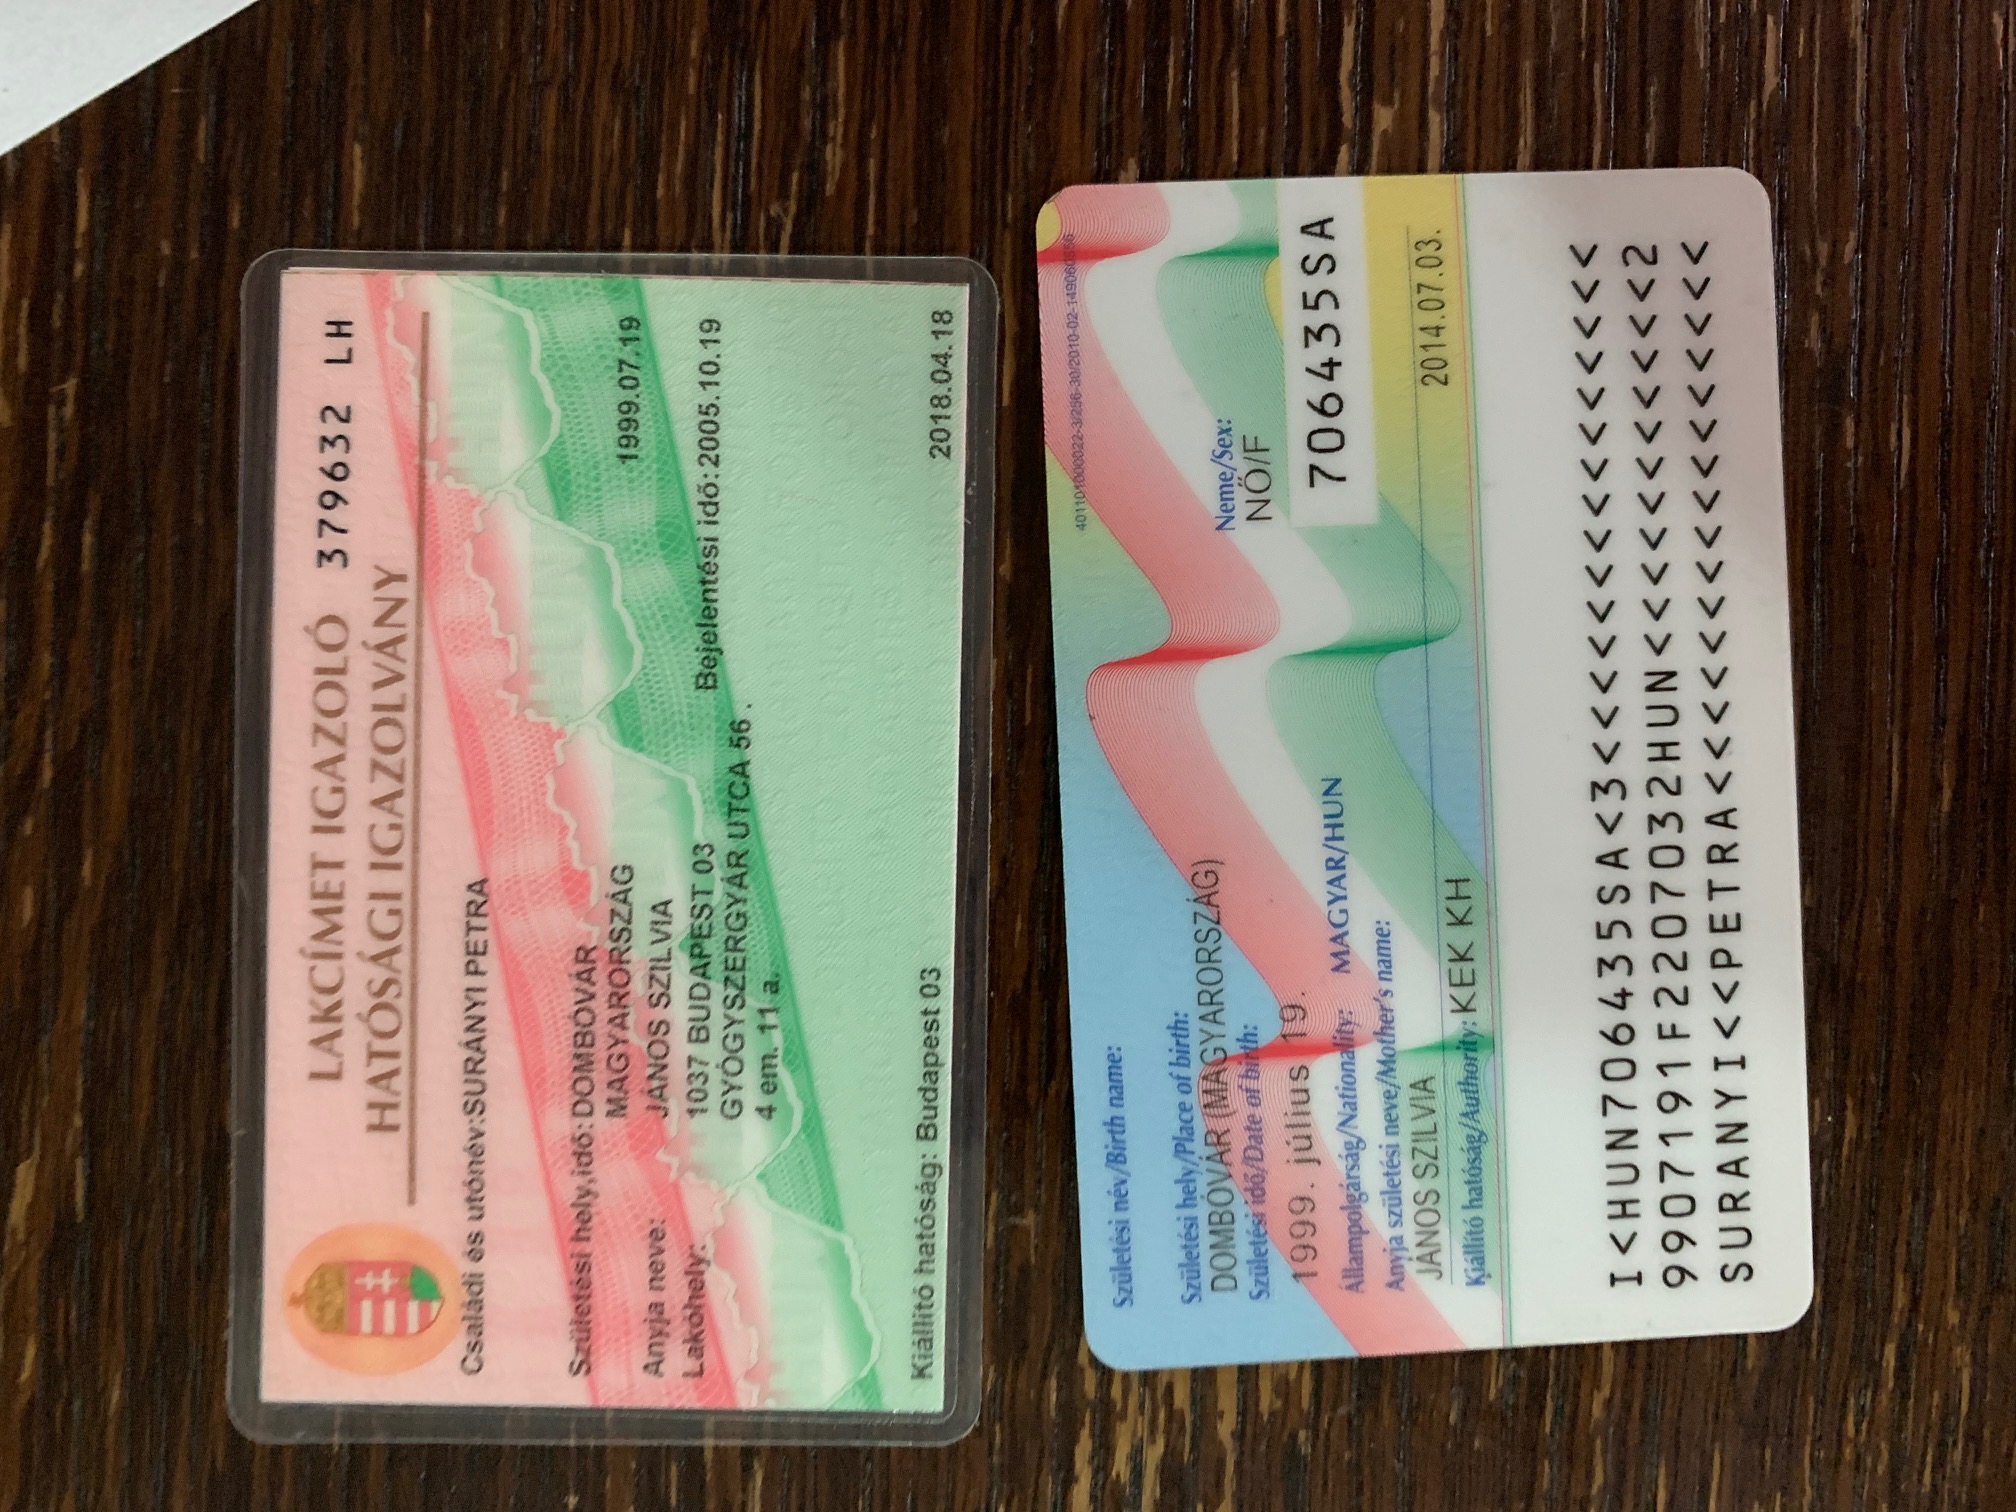 LAKCÍMET IGAZOLÓ 379632 LH
HATÓSÁGI IGAZOLVÁNY
Családi és utónév:SURÁNYI PETRA
Születési hely,idő:DOMBÓVÁR 1999.07.19
MAGYARORSZÁG
Anyja neve: JÁNOS SZILVIA
Lakóhely: 1037 BUDAPEST 03 Bejelentési idő:2005.10.19
GYÓGYSZERGYÁR UTCA 56.
4 em. 11 a.
Kiállító hatóság: Budapest 03 2018.04.18
Születési név/Birth name:
Születési hely/Place of birth:
DOMBÓVÁR (MAGYARORSZÁG)
Neme/Sex:
NŐ/F
Születési idő/Date of birth:
1999. július 19.
706435SA
Állampolgárság/Nationality: MAGYAR/HUN
Anyja születési neve/Mother's name:
JÁNOS SZILVIA
2014.07.03.
Kiállító hatóság/Authority: KEK KH
I<HUN706435SA<3<<<<<<<<<<<<<<<
9907191F2207032HUN<<<<<<<<<<<2
SURANYI<<PETRA<<<<<<<<<<<<<<<<